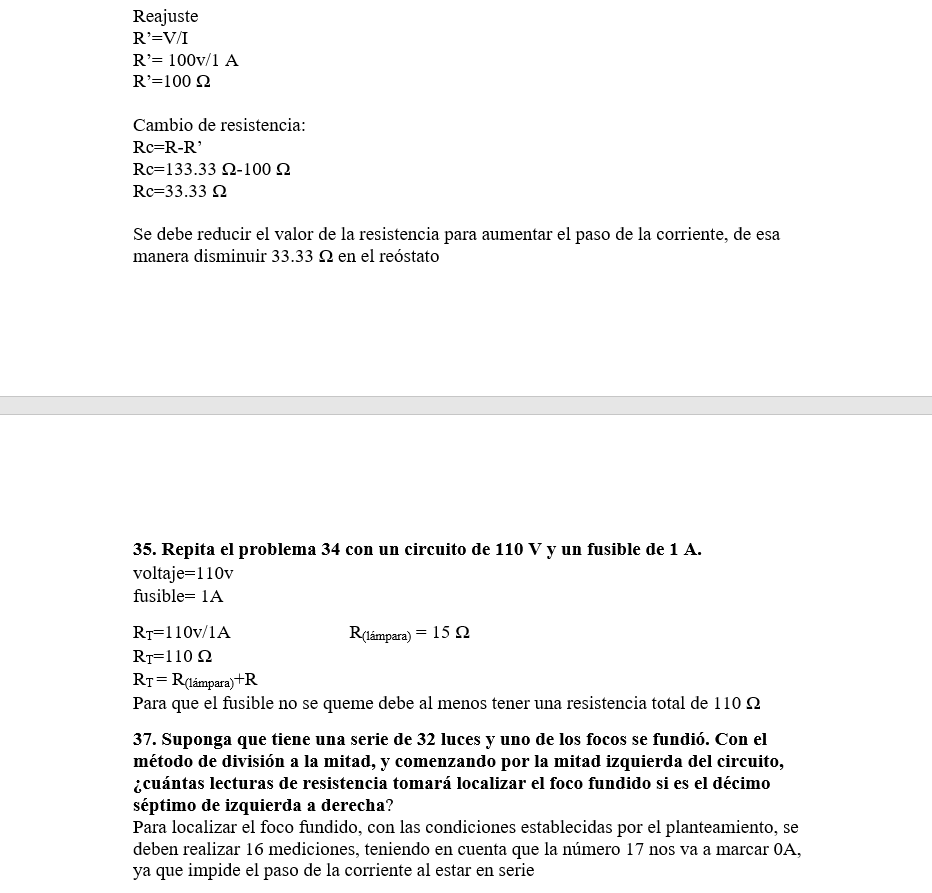 Reajuste
R’=V/I
R’= 100v/1 A
R’=100 Ω
Cambio de resistencia:
Rc=R-R’
Rc=133.33 Ω-100 Ω
Rc=33.33 Ω
Se debe reducir el valor de la resistencia para aumentar el paso de la corriente, de esa
manera disminuir 33.33 Ω en el reóstato
35. Repita el problema 34 con un circuito de 110 V y un fusible de 1 A.
voltaje=110v
fusible= 1A
RT=110v/1A R(lámpara) = 15 Ω
RT=110 Ω
RT = R(lámpara)+R
Para que el fusible no se queme debe al menos tener una resistencia total de 110 Ω
37. Suponga que tiene una serie de 32 luces y uno de los focos se fundió. Con el
método de división a la mitad, y comenzando por la mitad izquierda del circuito,
¿cuántas lecturas de resistencia tomará localizar el foco fundido si es el décimo
séptimo de izquierda a derecha?
Para localizar el foco fundido, con las condiciones establecidas por el planteamiento, se
deben realizar 16 mediciones, teniendo en cuenta que la número 17 nos va a marcar 0A,
ya que impide el paso de la corriente al estar en serie